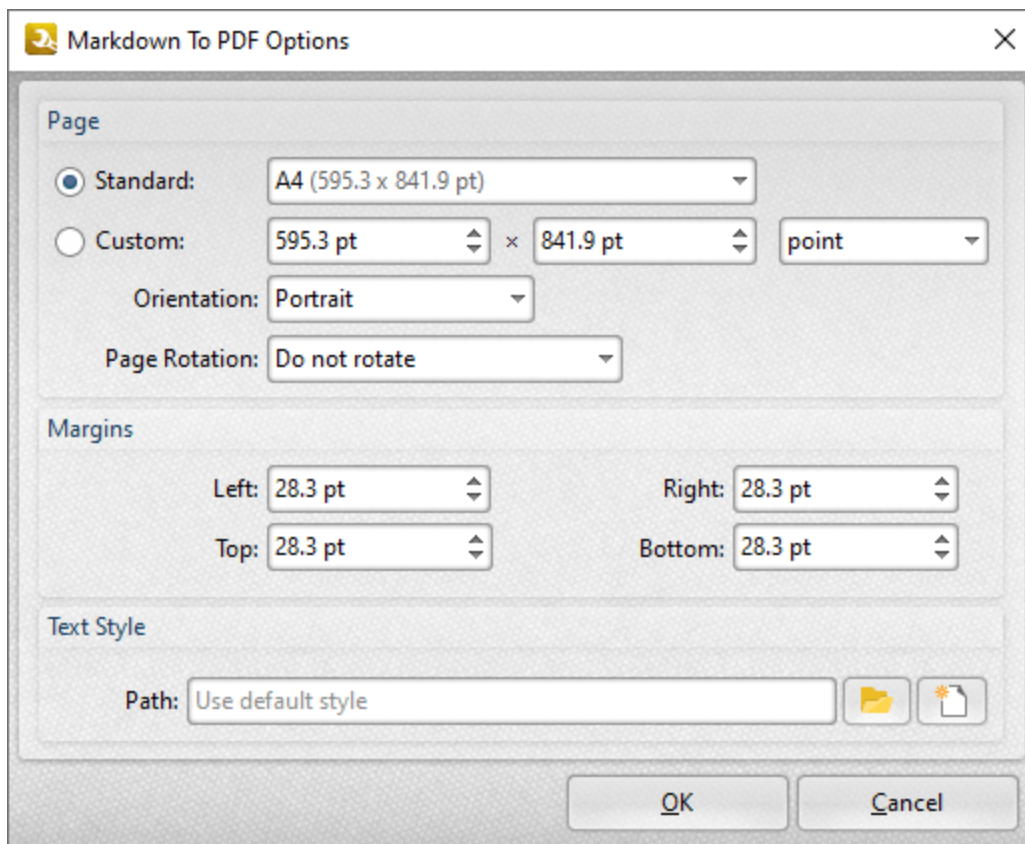 Markdown To PDF Options
Page
Standard: A4 (595.3 x 841.9 pt)
Custom: 595.3 pt × 841.9 pt point
Orientation: Portrait
Page Rotation: Do not rotate
Margins
Left: 28.3 pt Right: 28.3 pt
Top: 28.3 pt Bottom: 28.3 pt
Text Style
Path: Use default style
OK Cancel